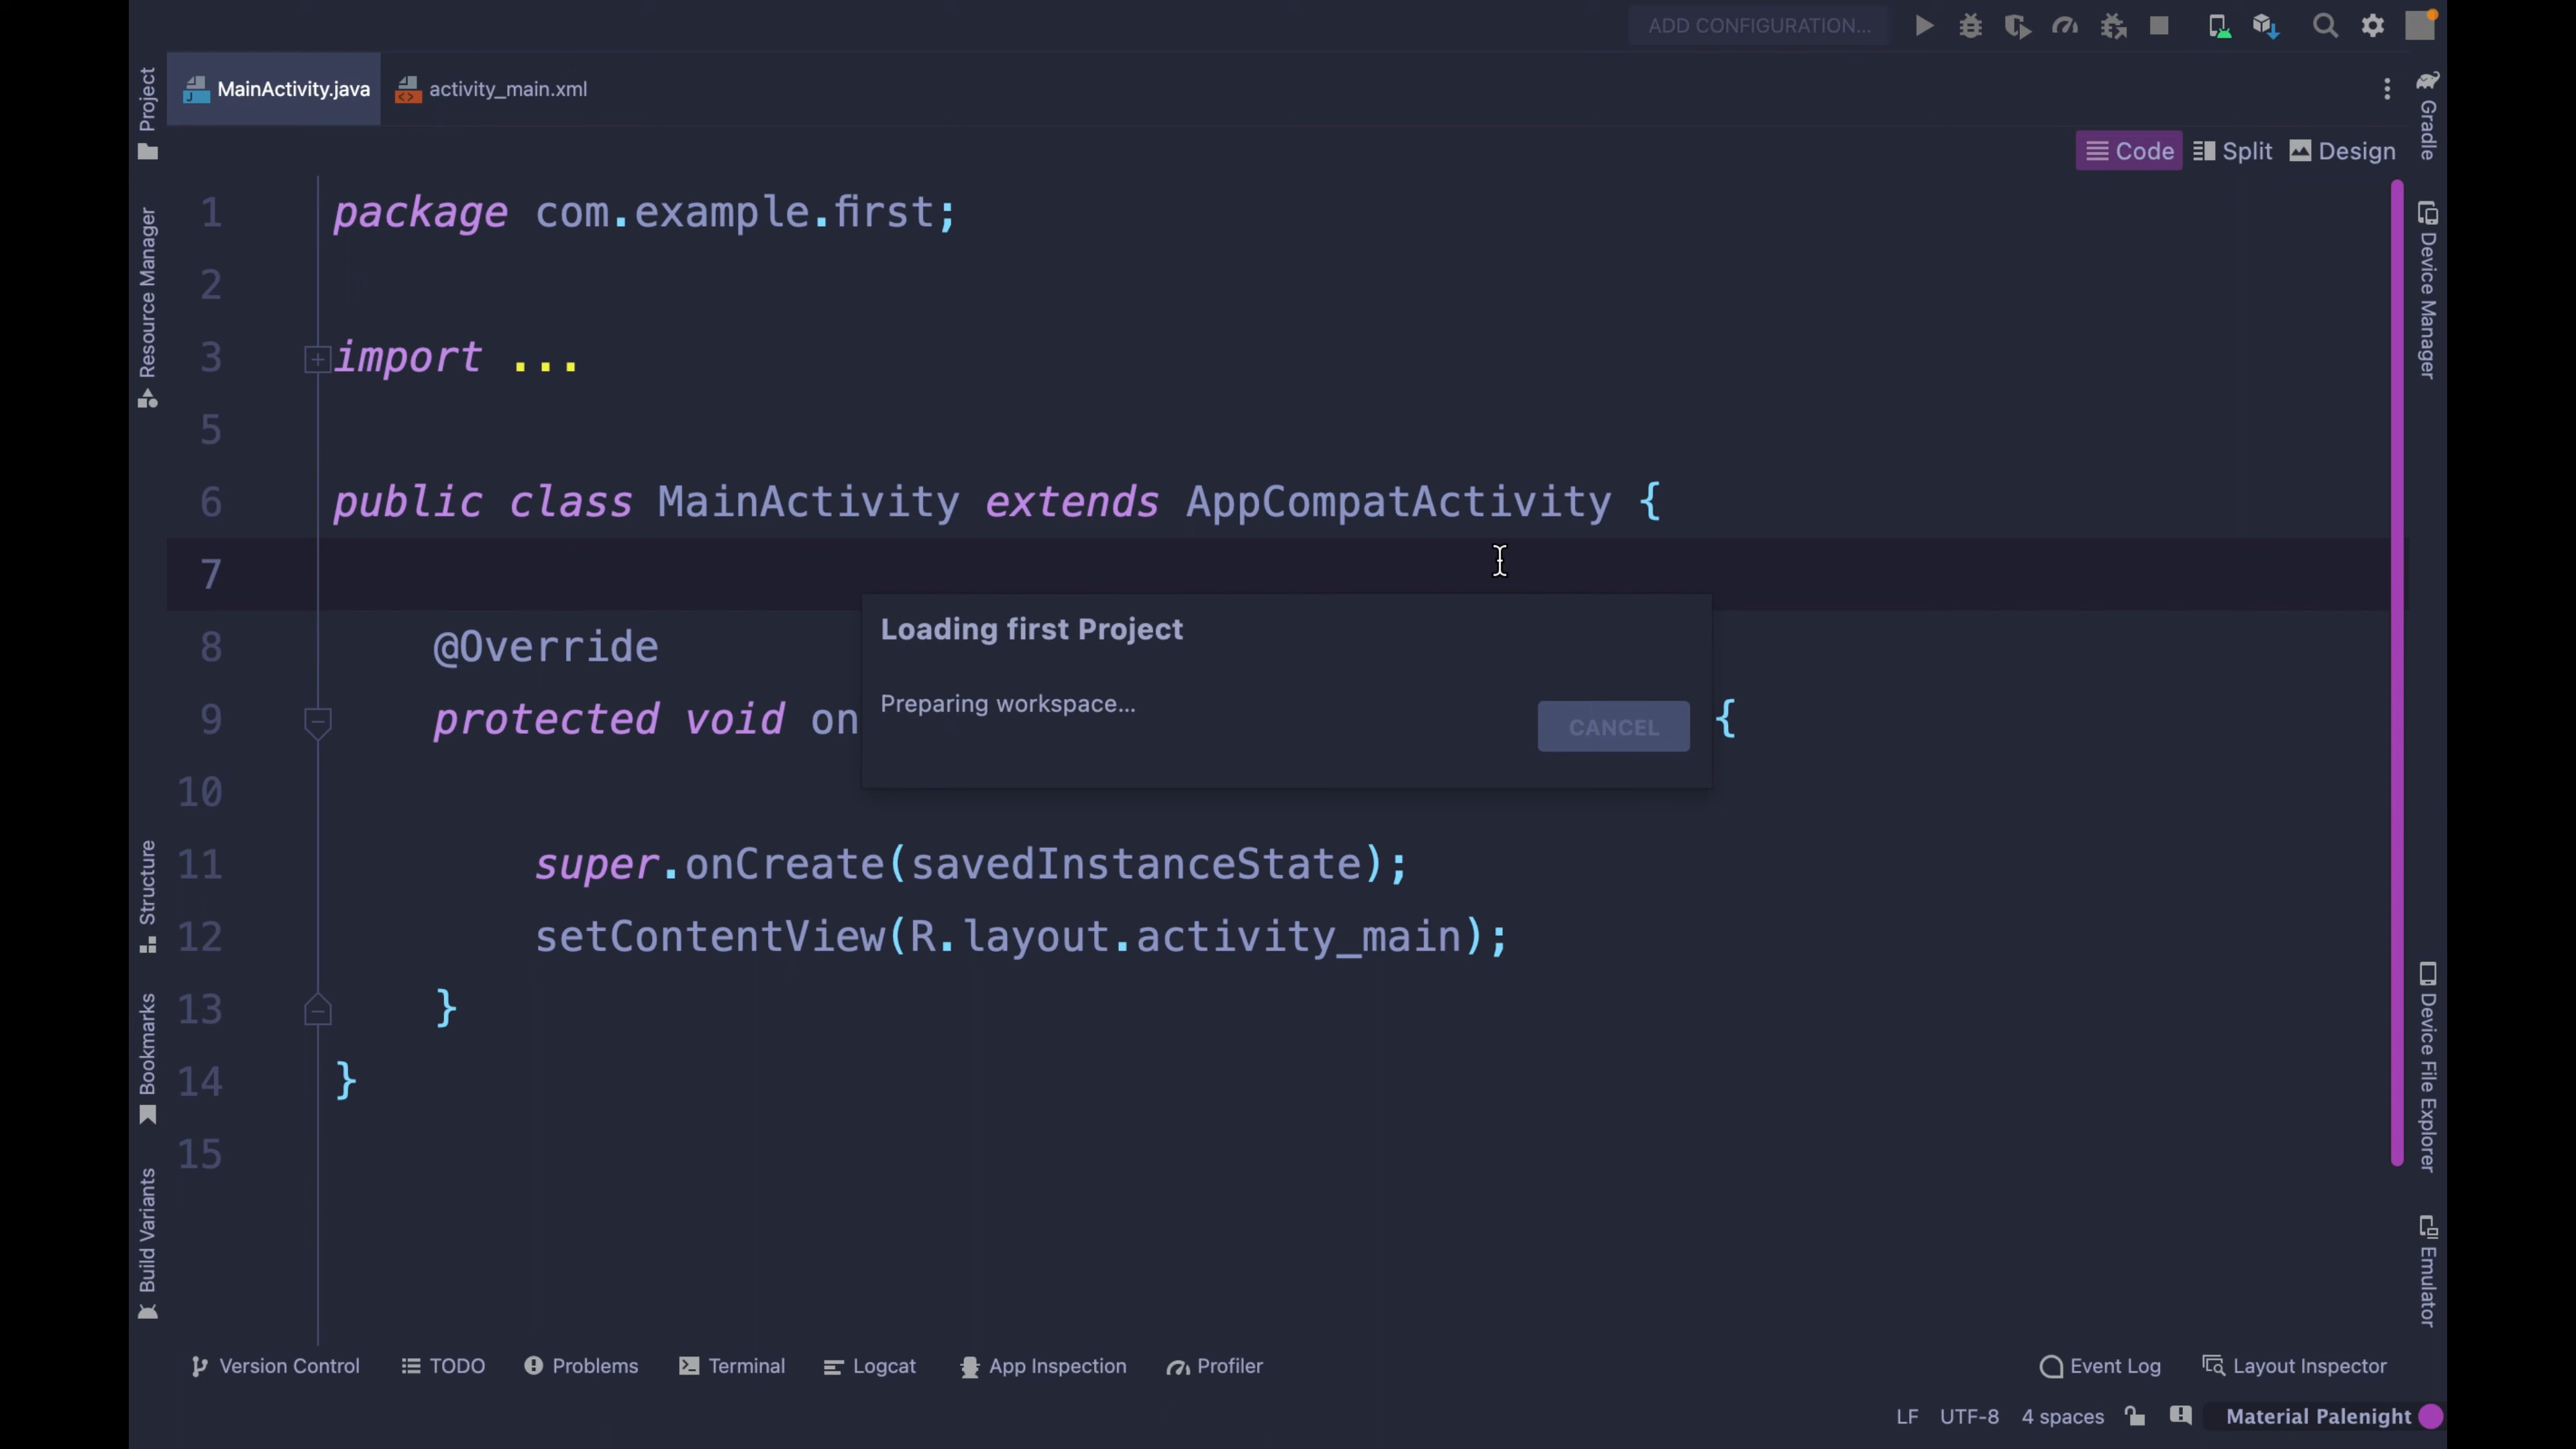 ADD CONFIGURATION...
MainActivity.java
activity_main.xml
Code
Split
Design
Project
Resource Manager
Structure
Bookmarks
Build Variants
Gradle
Device Manager
Device File Explorer
Emulator
1 package com.example.first;
2
3 import ...
5
6 public class MainActivity extends AppCompatActivity {
7
8 @Override
9 protected void on {
10
11 super.onCreate(savedInstanceState);
12 setContentView(R.layout.activity_main);
13 }
14 }
15
Loading first Project
Preparing workspace...
CANCEL
Version Control TODO Problems Terminal Logcat App Inspection Profiler Event Log Layout Inspector
LF UTF-8 4 spaces Material Palenight